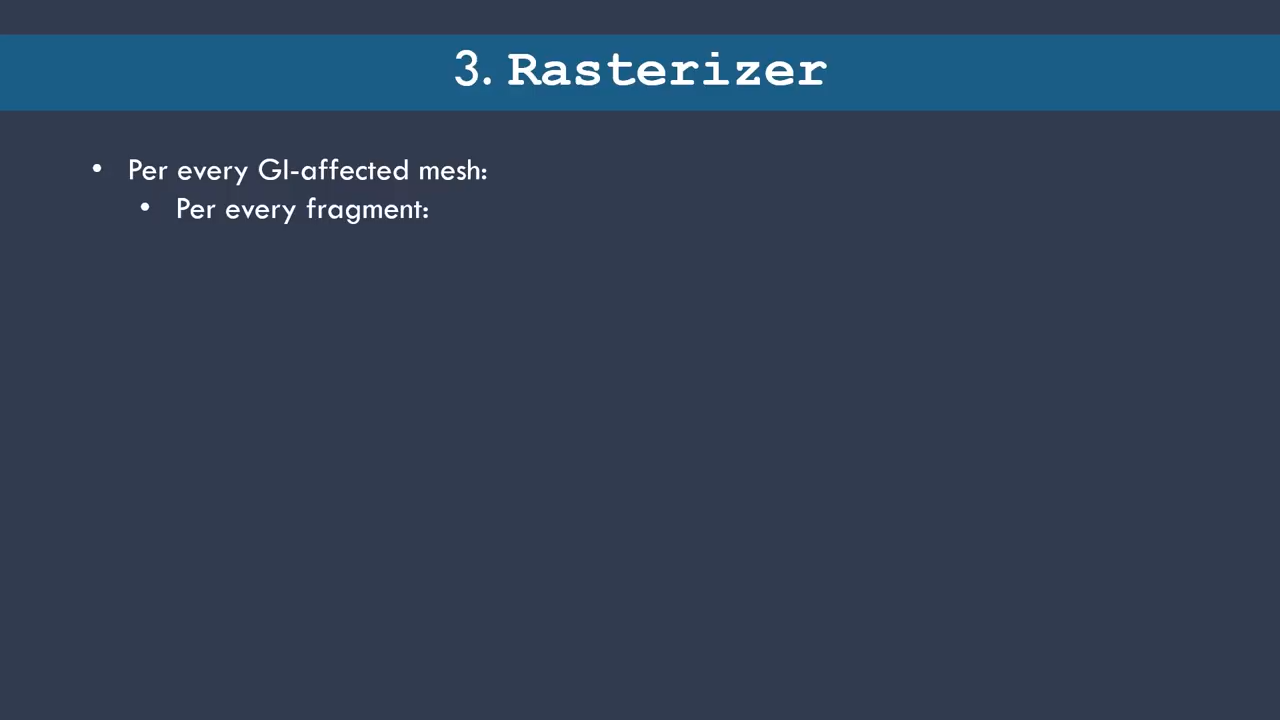 3. Rasterizer
• Per every GI-affected mesh:
• Per every fragment: